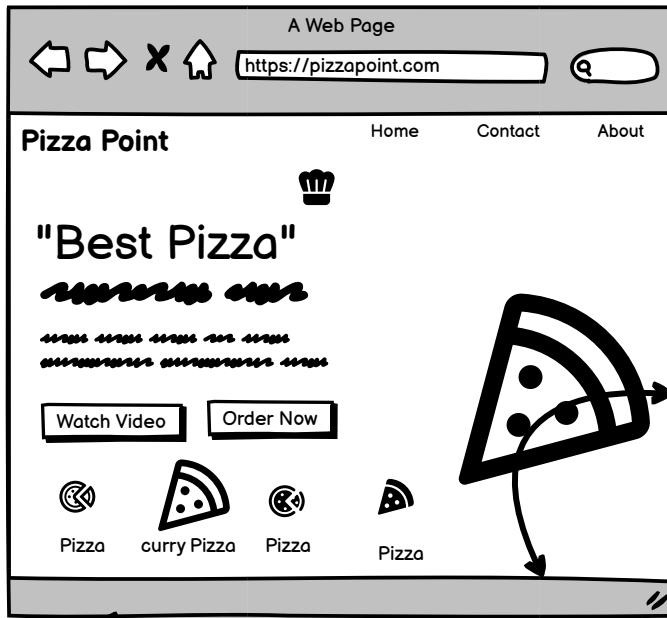 A Web Page
https://pizzapoint.com
Pizza Point
Home
Contact
About
"Best Pizza"
Watch Video
Order Now
Pizza
curry Pizza
Pizza
Pizza